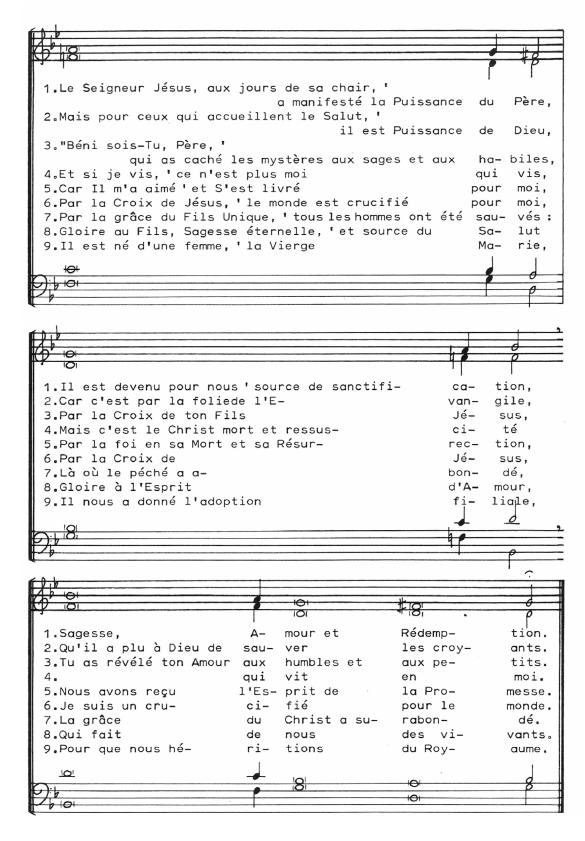 1.Le Seigneur Jésus, aux jours de sa chair, '
a manifesté la Puissance du Père,
2.Mais pour ceux qui accueillent le Salut, '
il est Puissance de Dieu,
3."Béni sois-Tu, Père, '
qui as caché les mystères aux sages et aux ha- biles,
4.Et si je vis, ' ce n'est plus moi qui vis,
5.Car Il m'a aimé ' et S'est livré pour moi,
6.Par la Croix de Jésus, ' le monde est crucifié pour moi,
7.Par la grâce du Fils Unique, ' tous les hommes ont été sau- vés :
8.Gloire au Fils, Sagesse éternelle, ' et source du Sa- lut
9.Il est né d'une femme, ' la Vierge Ma- rie,
1.Il est devenu pour nous ' source de sanctifi- ca- tion,
2.Car c'est par la foliede l'E- van- gile,
3.Par la Croix de ton Fils Jé- sus,
4.Mais c'est le Christ mort et ressus- ci- té
5.Par la foi en sa Mort et sa Résur- rec- tion,
6.Par la Croix de Jé- sus,
7.Là où le péché a a- bon- dé,
8.Gloire à l'Esprit d'A- mour,
9.Il nous a donné l'adoption fi- liale,
1.Sagesse, A- mour et Rédemp- tion.
2.Qu'il a plu à Dieu de sau- ver les croy- ants.
3.Tu as révélé ton Amour aux humbles et aux pe- tits.
4. qui vit en moi.
5.Nous avons reçu l'Es- prit de la Pro- messe.
6.Je suis un cru- ci- fié pour le monde.
7.La grâce du Christ a su- rabon- dé.
8.Qui fait de nous des vi- vants.
9.Pour que nous hé- ri- tions du Roy- aume.